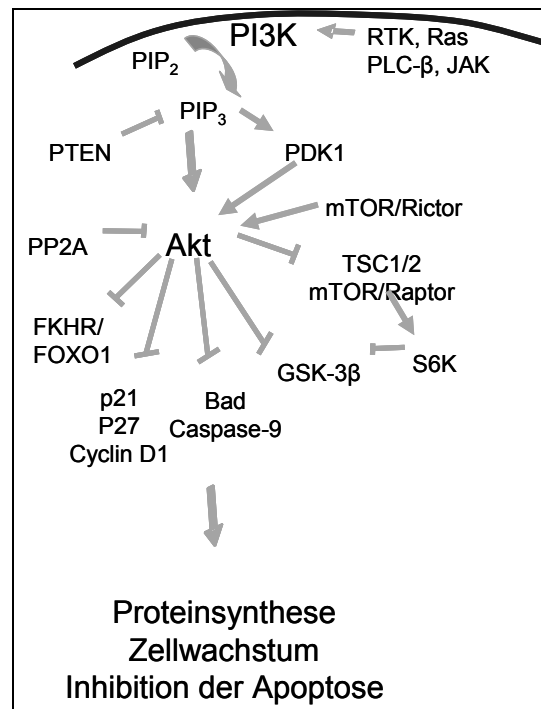 PI3K
RTK, Ras
PLC-β, JAK
PIP2
PIP3
PTEN
PDK1
mTOR/Rictor
PP2A
Akt
TSC1/2
mTOR/Raptor
FKHR/
FOXO1
GSK-3β
S6K
p21
P27
Cyclin D1
Bad
Caspase-9
Proteinsynthese
Zellwachstum
Inhibition der Apoptose